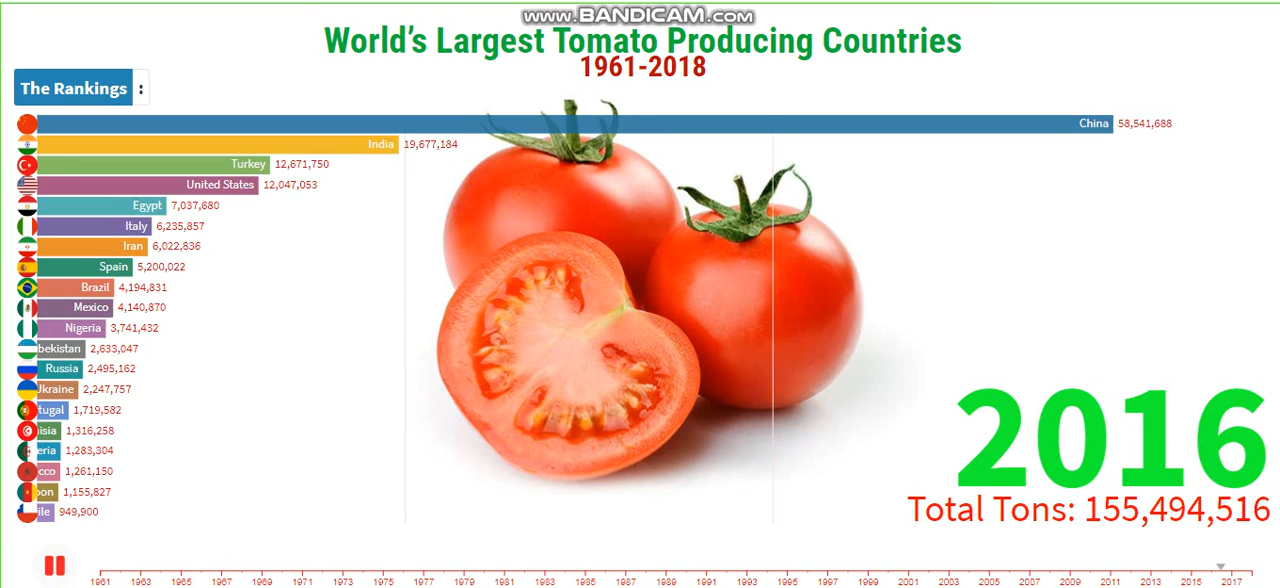 www.BANDICAM.com
World's Largest Tomato Producing Countries
1961-2018
The Rankings :
China 58,541,688
India 19,677,184
Turkey 12,671,750
United States 12,047,053
Egypt 7,037,680
Italy 6,235,857
Iran 6,022,836
Spain 5,200,022
Brazil 4,194,831
Mexico 4,140,870
Nigeria 3,741,432
bekistan 2,633,047
Russia 2,495,162
Ukraine 2,247,757
tugal 1,719,582
isia 1,316,258
eria 1,283,304
cco 1,261,150
oon 1,155,827
ile 949,900
2016
Total Tons: 155,494,516
1961 1963 1965 1967 1969 1971 1973 1975 1977 1979 1981 1983 1985 1987 1989 1991 1993 1995 1997 1999 2001 2003 2005 2007 2009 2011 2013 2015 2017